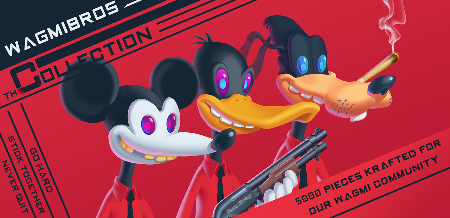 WAGMIBROS
THE COLLECTION
GO HARD
STICK TOGETHER
NEVER QUIT
5000 PIECES KRAFTED FOR
OUR WAGMI COMMUNITY